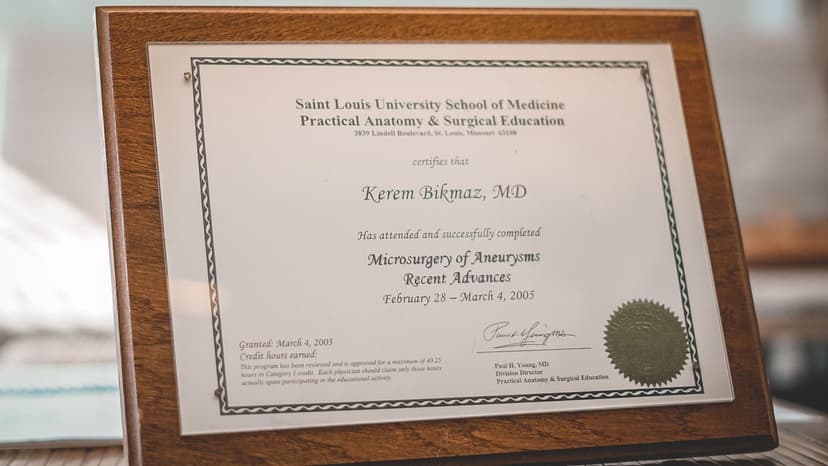 Saint Louis University School of Medicine
Practical Anatomy & Surgical Education
3839 Lindell Boulevard, St. Louis, Missouri 63108
certifies that
Kerem Bikmaz, MD
Has attended and successfully completed
Microsurgery of Aneurysms
Recent Advances
February 28 – March 4, 2005
Granted: March 4, 2005
Credit hours earned:
This program has been reviewed and is approved for a maximum of 40.25
hours in Category I credit. Each physician should claim only those hours
actually spent participating in the educational activity.
Paul H. Young, MD
Division Director
Practical Anatomy & Surgical Education